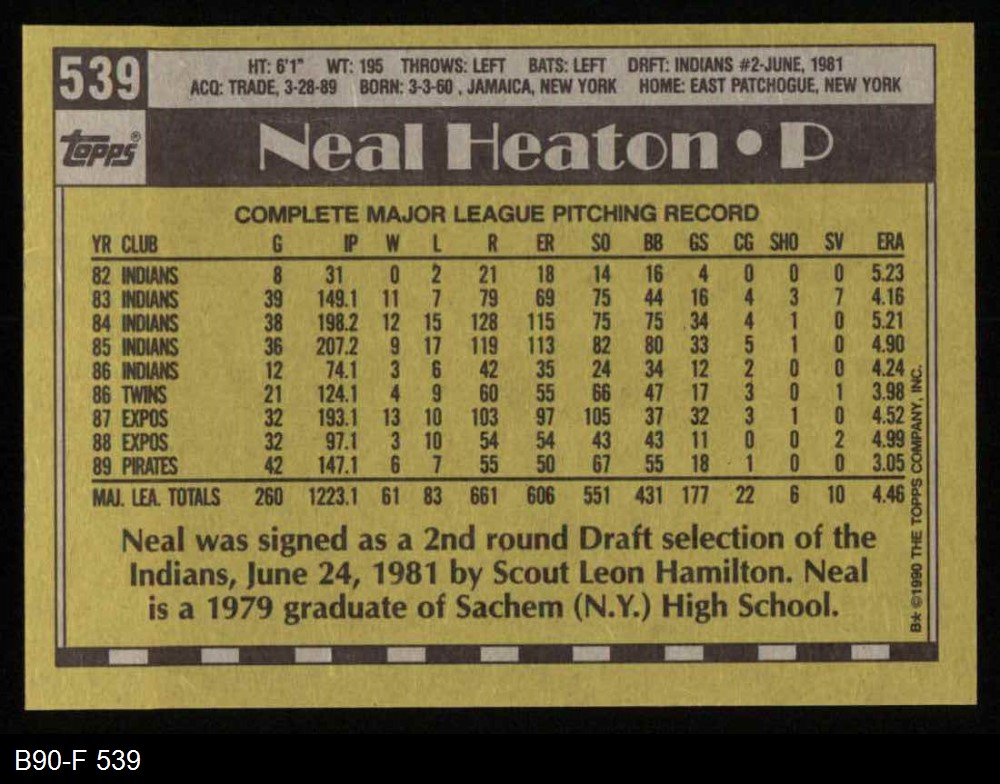 539
HT: 6'1" WT: 195 THROWS: LEFT BATS: LEFT DRFT: INDIANS #2-JUNE, 1981
ACQ: TRADE, 3-28-89 BORN: 3-3-60 , JAMAICA, NEW YORK HOME: EAST PATCHOGUE, NEW YORK
topps®
Neal Heaton • P
COMPLETE MAJOR LEAGUE PITCHING RECORD
YR CLUB G IP W L R ER SO BB GS CG SHO SV ERA
82 INDIANS 8 31 0 2 21 18 14 16 4 0 0 0 5.23
83 INDIANS 39 149.1 11 7 79 69 75 44 16 4 3 7 4.16
84 INDIANS 38 198.2 12 15 128 115 75 75 34 4 1 0 5.21
85 INDIANS 36 207.2 9 17 119 113 82 80 33 5 1 0 4.90
86 INDIANS 12 74.1 3 6 42 35 24 34 12 2 0 0 4.24
86 TWINS 21 124.1 4 9 60 55 66 47 17 3 0 1 3.98
87 EXPOS 32 193.1 13 10 103 97 105 37 32 3 1 0 4.52
88 EXPOS 32 97.1 3 10 54 54 43 43 11 0 0 2 4.99
89 PIRATES 42 147.1 6 7 55 50 67 55 18 1 0 0 3.05
MAJ. LEA. TOTALS 260 1223.1 61 83 661 606 551 431 177 22 6 10 4.46
Neal was signed as a 2nd round Draft selection of the
Indians, June 24, 1981 by Scout Leon Hamilton. Neal
is a 1979 graduate of Sachem (N.Y.) High School.
B★ ©1990 THE TOPPS COMPANY, INC.
B90-F 539